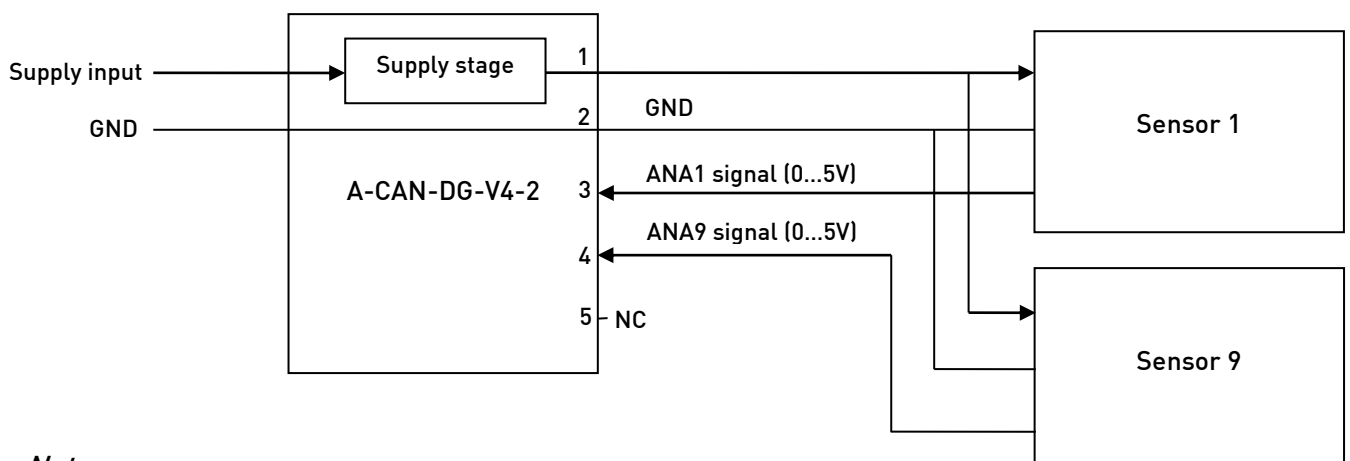 Supply input
Supply stage
1
GND
2
GND
Sensor 1
A-CAN-DG-V4-2
3
ANA1 signal (0...5V)
ANA9 signal (0...5V)
4
5
NC
Sensor 9